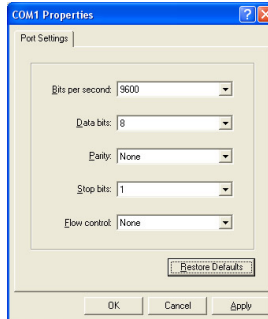 COM1 Properties
Port Settings
Bits per second: 9600
Data bits: 8
Parity: None
Stop bits: 1
Flow control: None
Restore Defaults
OK Cancel Apply